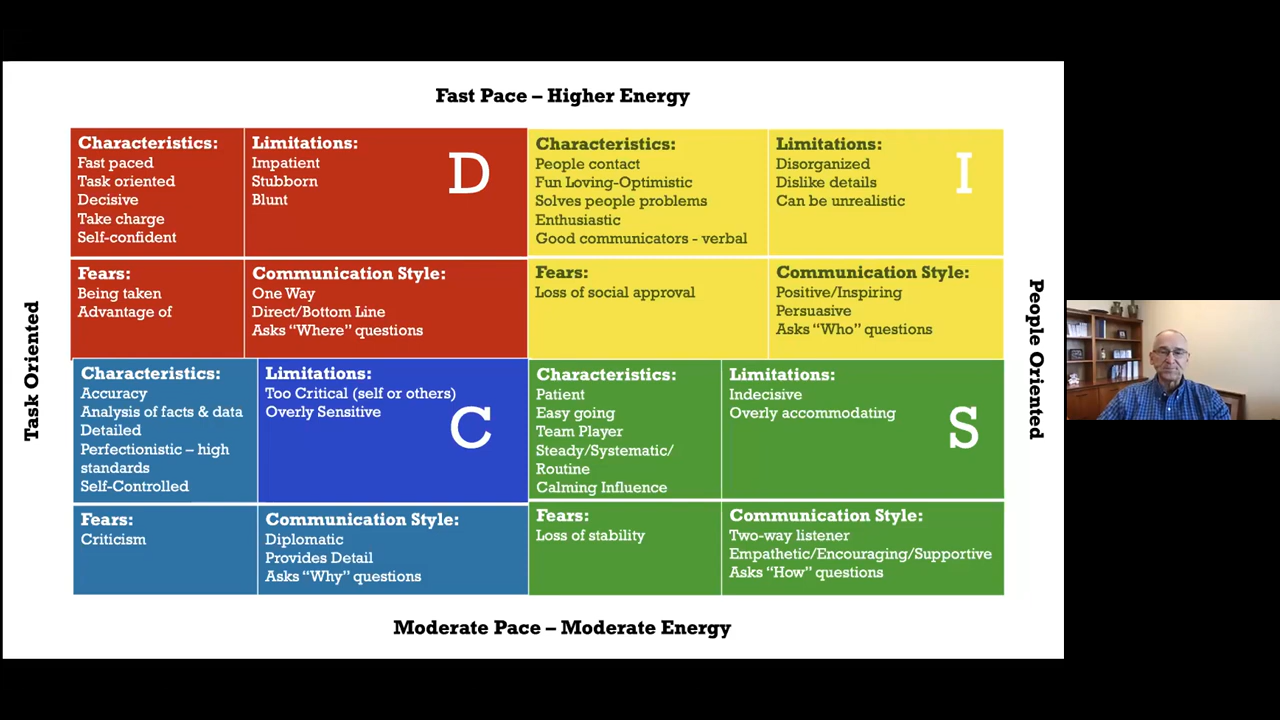 Fast Pace – Higher Energy
Task Oriented
People Oriented
Characteristics:
Fast paced
Task oriented
Decisive
Take charge
Self-confident
Limitations:
Impatient
Stubborn
Blunt
D
Characteristics:
People contact
Fun Loving-Optimistic
Solves people problems
Enthusiastic
Good communicators - verbal
Limitations:
Disorganized
Dislike details
Can be unrealistic
I
Fears:
Being taken
Advantage of
Communication Style:
One Way
Direct/Bottom Line
Asks “Where” questions
Fears:
Loss of social approval
Communication Style:
Positive/Inspiring
Persuasive
Asks “Who” questions
Characteristics:
Accuracy
Analysis of facts & data
Detailed
Perfectionistic – high
standards
Self-Controlled
Limitations:
Too Critical (self or others)
Overly Sensitive
C
Characteristics:
Patient
Easy going
Team Player
Steady/Systematic/
Routine
Calming Influence
Limitations:
Indecisive
Overly accommodating
S
Fears:
Criticism
Communication Style:
Diplomatic
Provides Detail
Asks “Why” questions
Fears:
Loss of stability
Communication Style:
Two-way listener
Empathetic/Encouraging/Supportive
Asks “How” questions
Moderate Pace – Moderate Energy